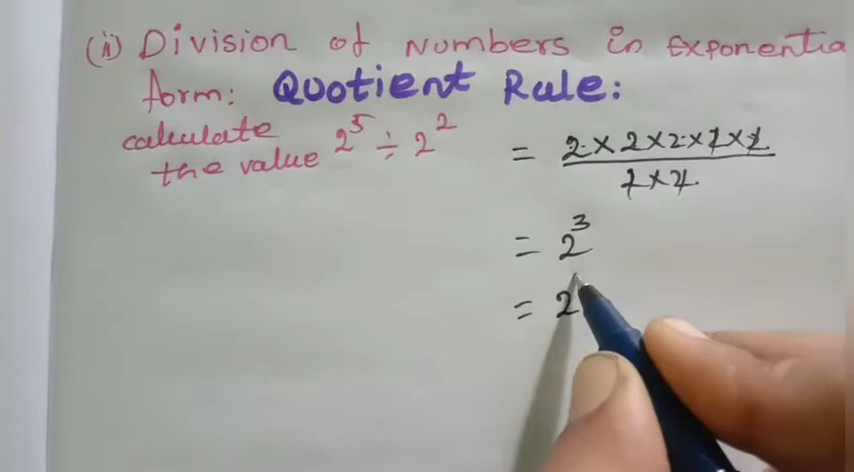 (ii) Division of Numbers in Exponentia
form: Quotient Rule:
calculate
the value 2⁵ ÷ 2²
= 2×2×2×2×2
2×2
= 2³
= 2